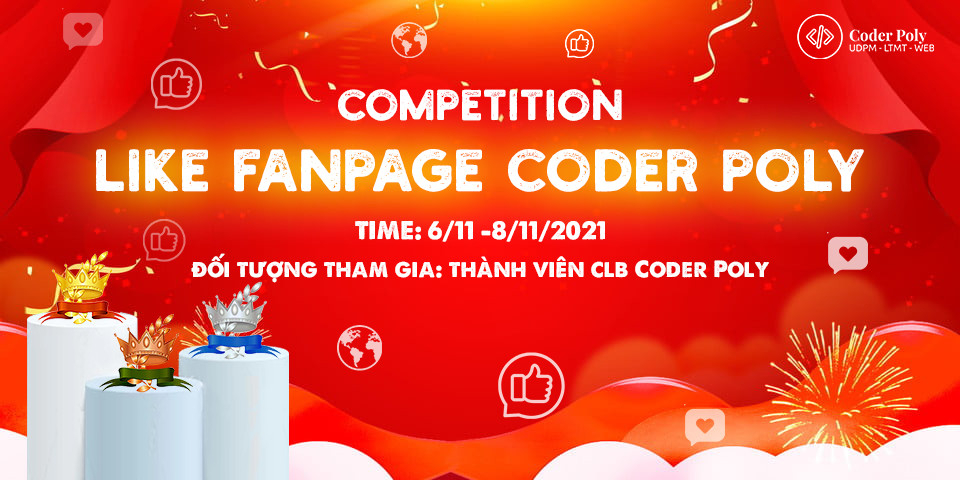 Coder Poly
UDPM - LTMT - WEB
COMPETITION
LIKE FANPAGE CODER POLY
TIME: 6/11 -8/11/2021
ĐỐI TƯỢNG THAM GIA: THÀNH VIÊN CLB CODER POLY